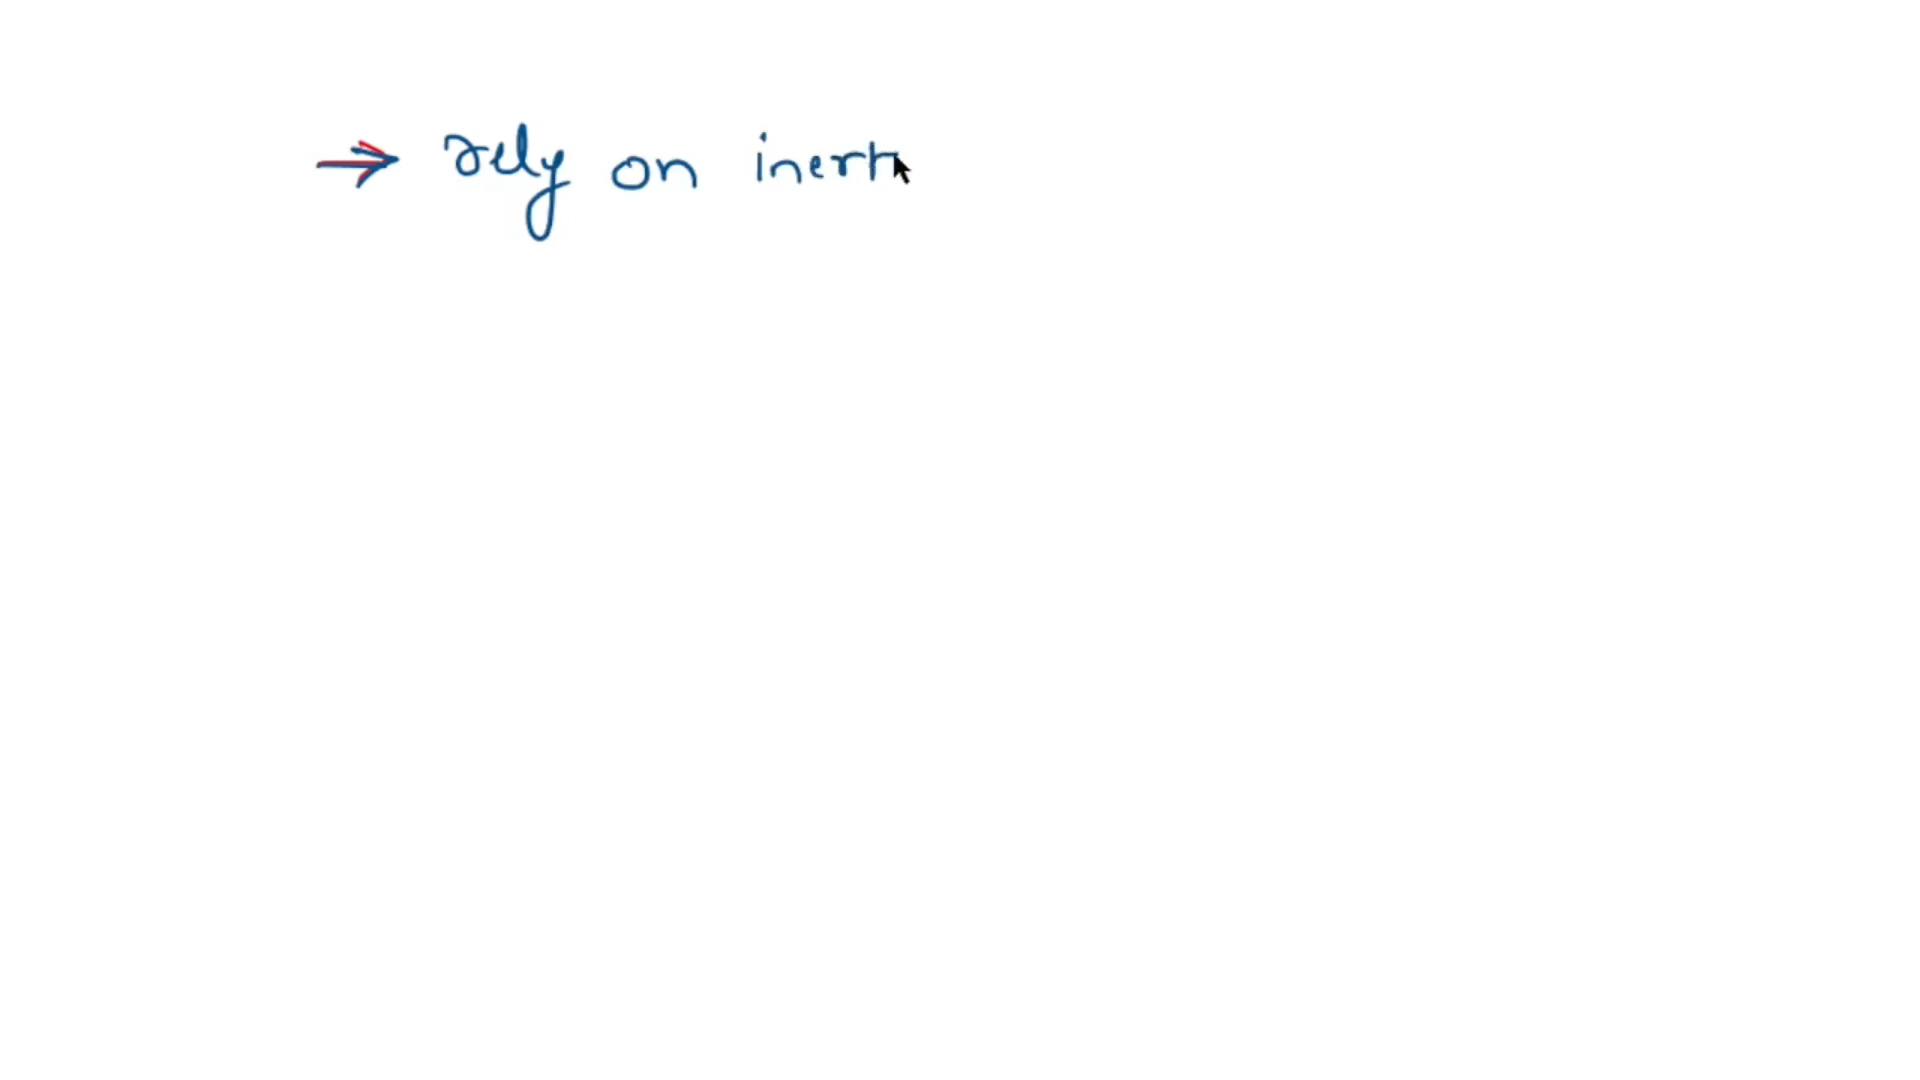 → rely on inert